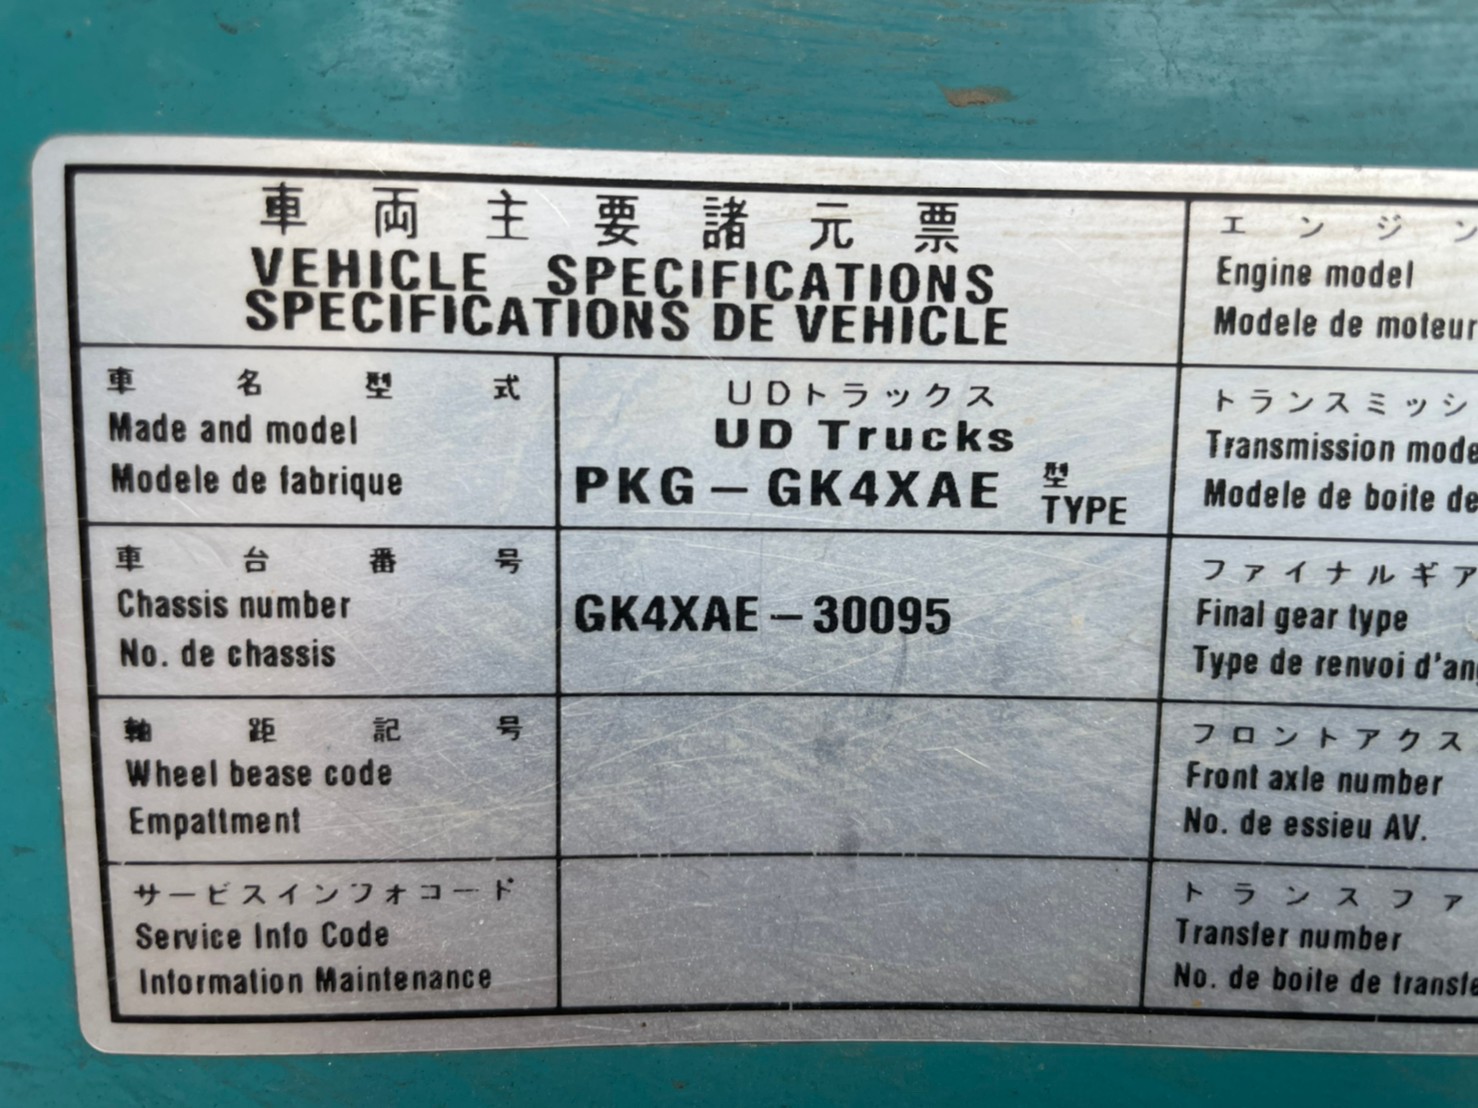 車両主要諸元票
VEHICLE SPECIFICATIONS
SPECIFICATIONS DE VEHICLE
車名型式
Made and model
Modele de fabrique
UDトラックス
UD Trucks
PKG-GK4XAE 型
TYPE
車台番号
Chassis number
No. de chassis
GK4XAE-30095
軸距記号
Wheel bease code
Empattment
サービスインフォコード
Service Info Code
Information Maintenance
エンジン
Engine model
Modele de moteur
トランスミッシ
Transmission mode
Modele de boite de
ファイナルギア
Final gear type
Type de renvoi d'ang
フロントアクス
Front axle number
No. de essieu AV.
トランスファ
Transfer number
No. de boite de transfe